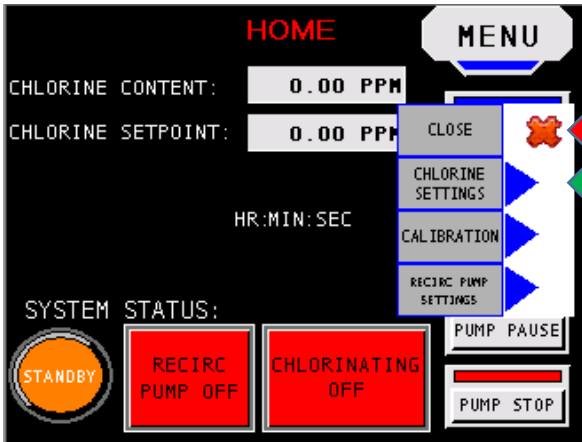 HOME
MENU
CHLORINE CONTENT:
0.00 PPM
CHLORINE SETPOINT:
0.00 PPM
CLOSE
CHLORINE
SETTINGS
HR:MIN:SEC
CALIBRATION
RECIRC PUMP
SETTINGS
SYSTEM STATUS:
PUMP PAUSE
STANDBY
RECIRC
PUMP OFF
CHLORINATING
OFF
PUMP STOP